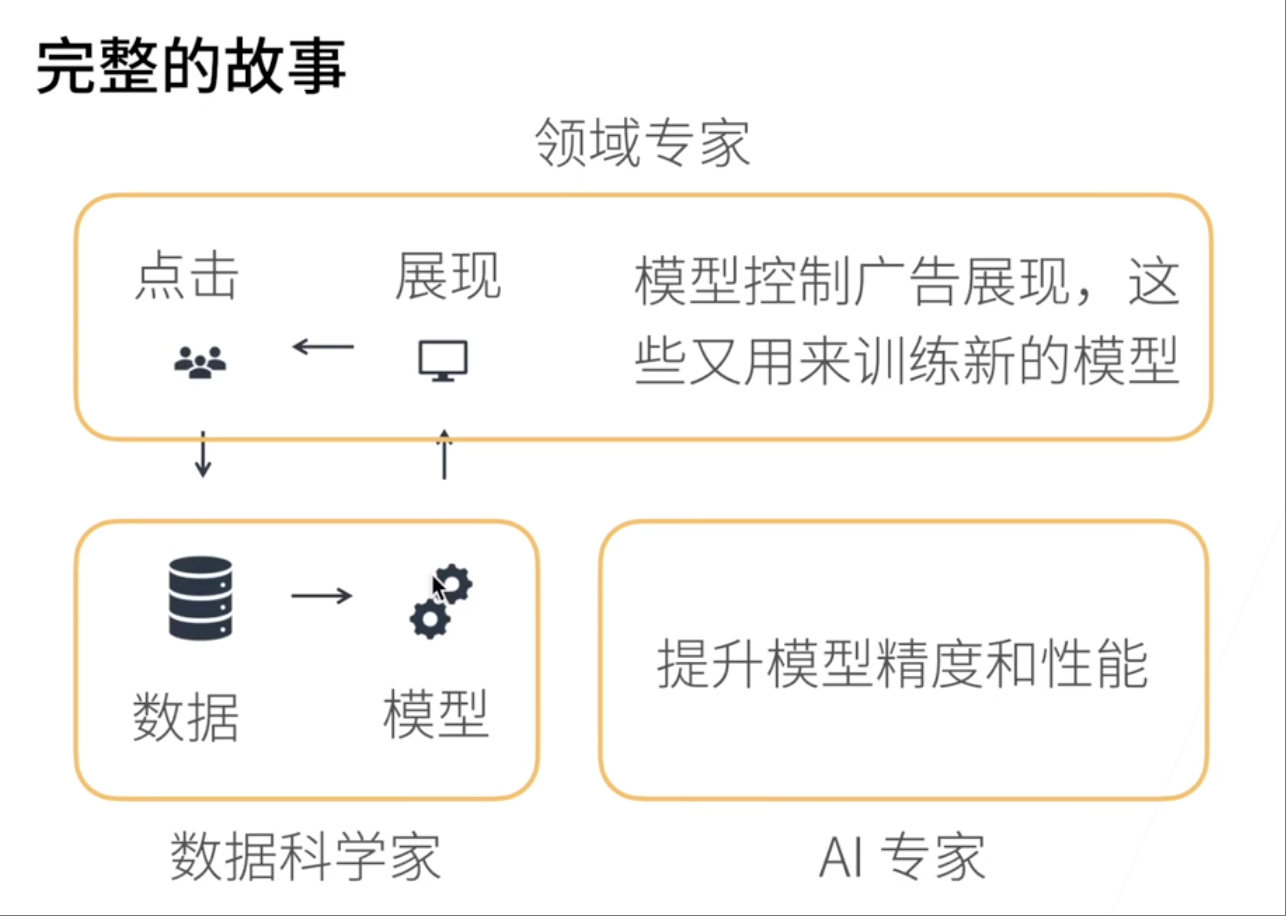 完整的故事
领域专家
点击
展现
模型控制广告展现，这
些又用来训练新的模型
数据
模型
提升模型精度和性能
数据科学家
AI 专家